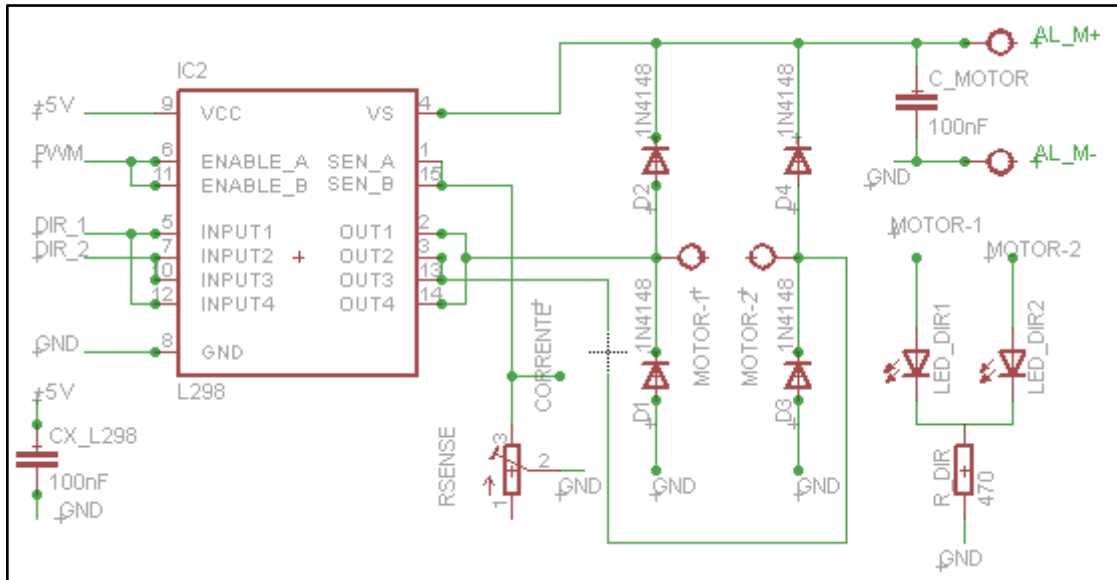 IC2
+5V
9
VCC
VS
4
PWM
6
ENABLE_A
SEN_A
1
11
ENABLE_B
SEN_B
15
DIR_1
5
INPUT1
OUT1
2
DIR_2
7
INPUT2
OUT2
3
10
INPUT3
OUT3
13
12
INPUT4
OUT4
14
GND
8
GND
L298
+5V
CX_L298
100nF
GND
CORRENTE
RSENSE
3
2
1
GND
1N4148
D2
1N4148
D4
MOTOR-1
MOTOR-2
1N4148
D1
1N4148
D3
GND
GND
AL_M+
C_MOTOR
100nF
AL_M-
GND
MOTOR-1
MOTOR-2
LED_DIR1
LED_DIR2
R_DIR
470
GND